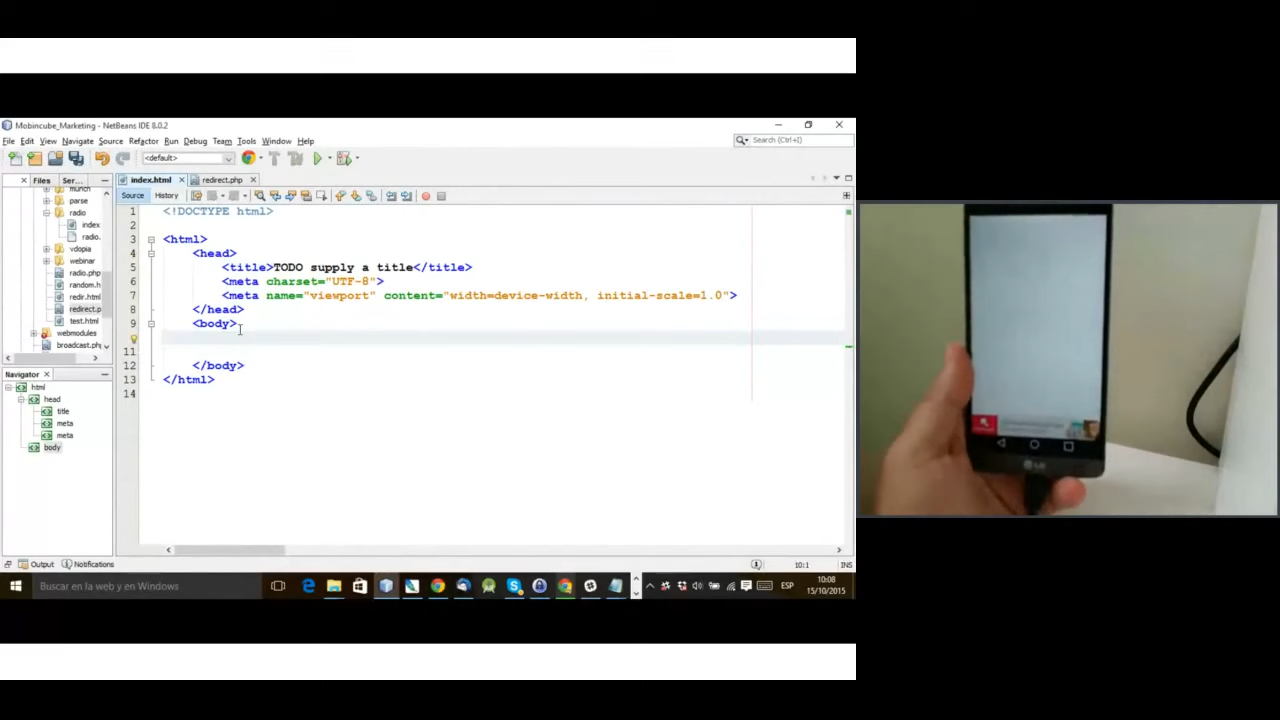 Mobincube_Marketing - NetBeans IDE 8.0.2
File Edit View Navigate Source Refactor Run Debug Team Tools Window Help
Search (Ctrl+I)
<default>
Files Ser...
index.html redirect.php
Source History
munch
parse
radio
index
radio.
vdopia
webinar
radio.php
random.h
redir.html
redirect.p
test.html
webmodules
broadcast.php
1 <!DOCTYPE html>
2
3 <html>
4 <head>
5 <title>TODO supply a title</title>
6 <meta charset="UTF-8">
7 <meta name="viewport" content="width=device-width, initial-scale=1.0">
8 </head>
9 <body>
11
12 </body>
13 </html>
14
Navigator
html
head
title
meta
meta
body
Output Notifications
10:1 INS
Buscar en la web y en Windows
ESP
10:08
15/10/2015
LG